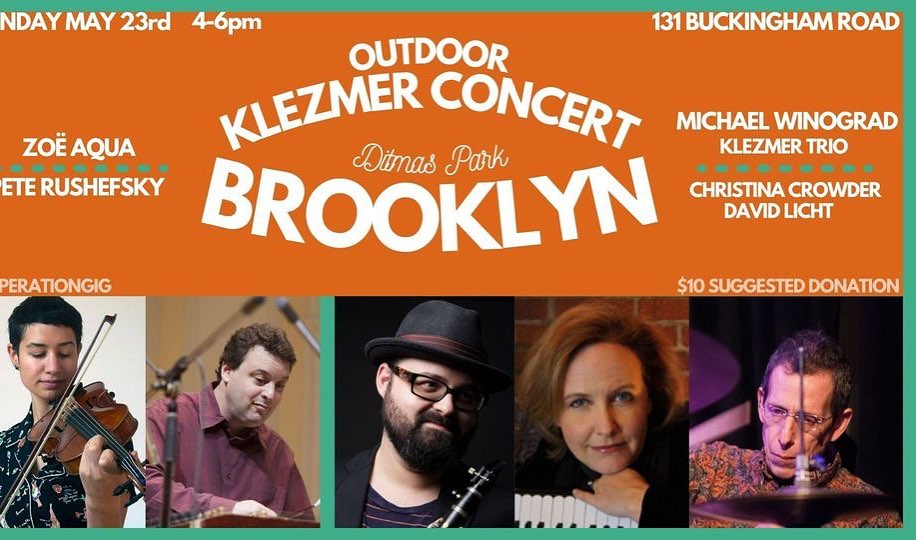 NDAY MAY 23rd 4-6pm
131 BUCKINGHAM ROAD
OUTDOOR
KLEZMER CONCERT
Ditmas Park
BROOKLYN
ZOË AQUA
PETE RUSHEFSKY
MICHAEL WINOGRAD
KLEZMER TRIO
CHRISTINA CROWDER
DAVID LICHT
PERATIONGIG
$10 SUGGESTED DONATION